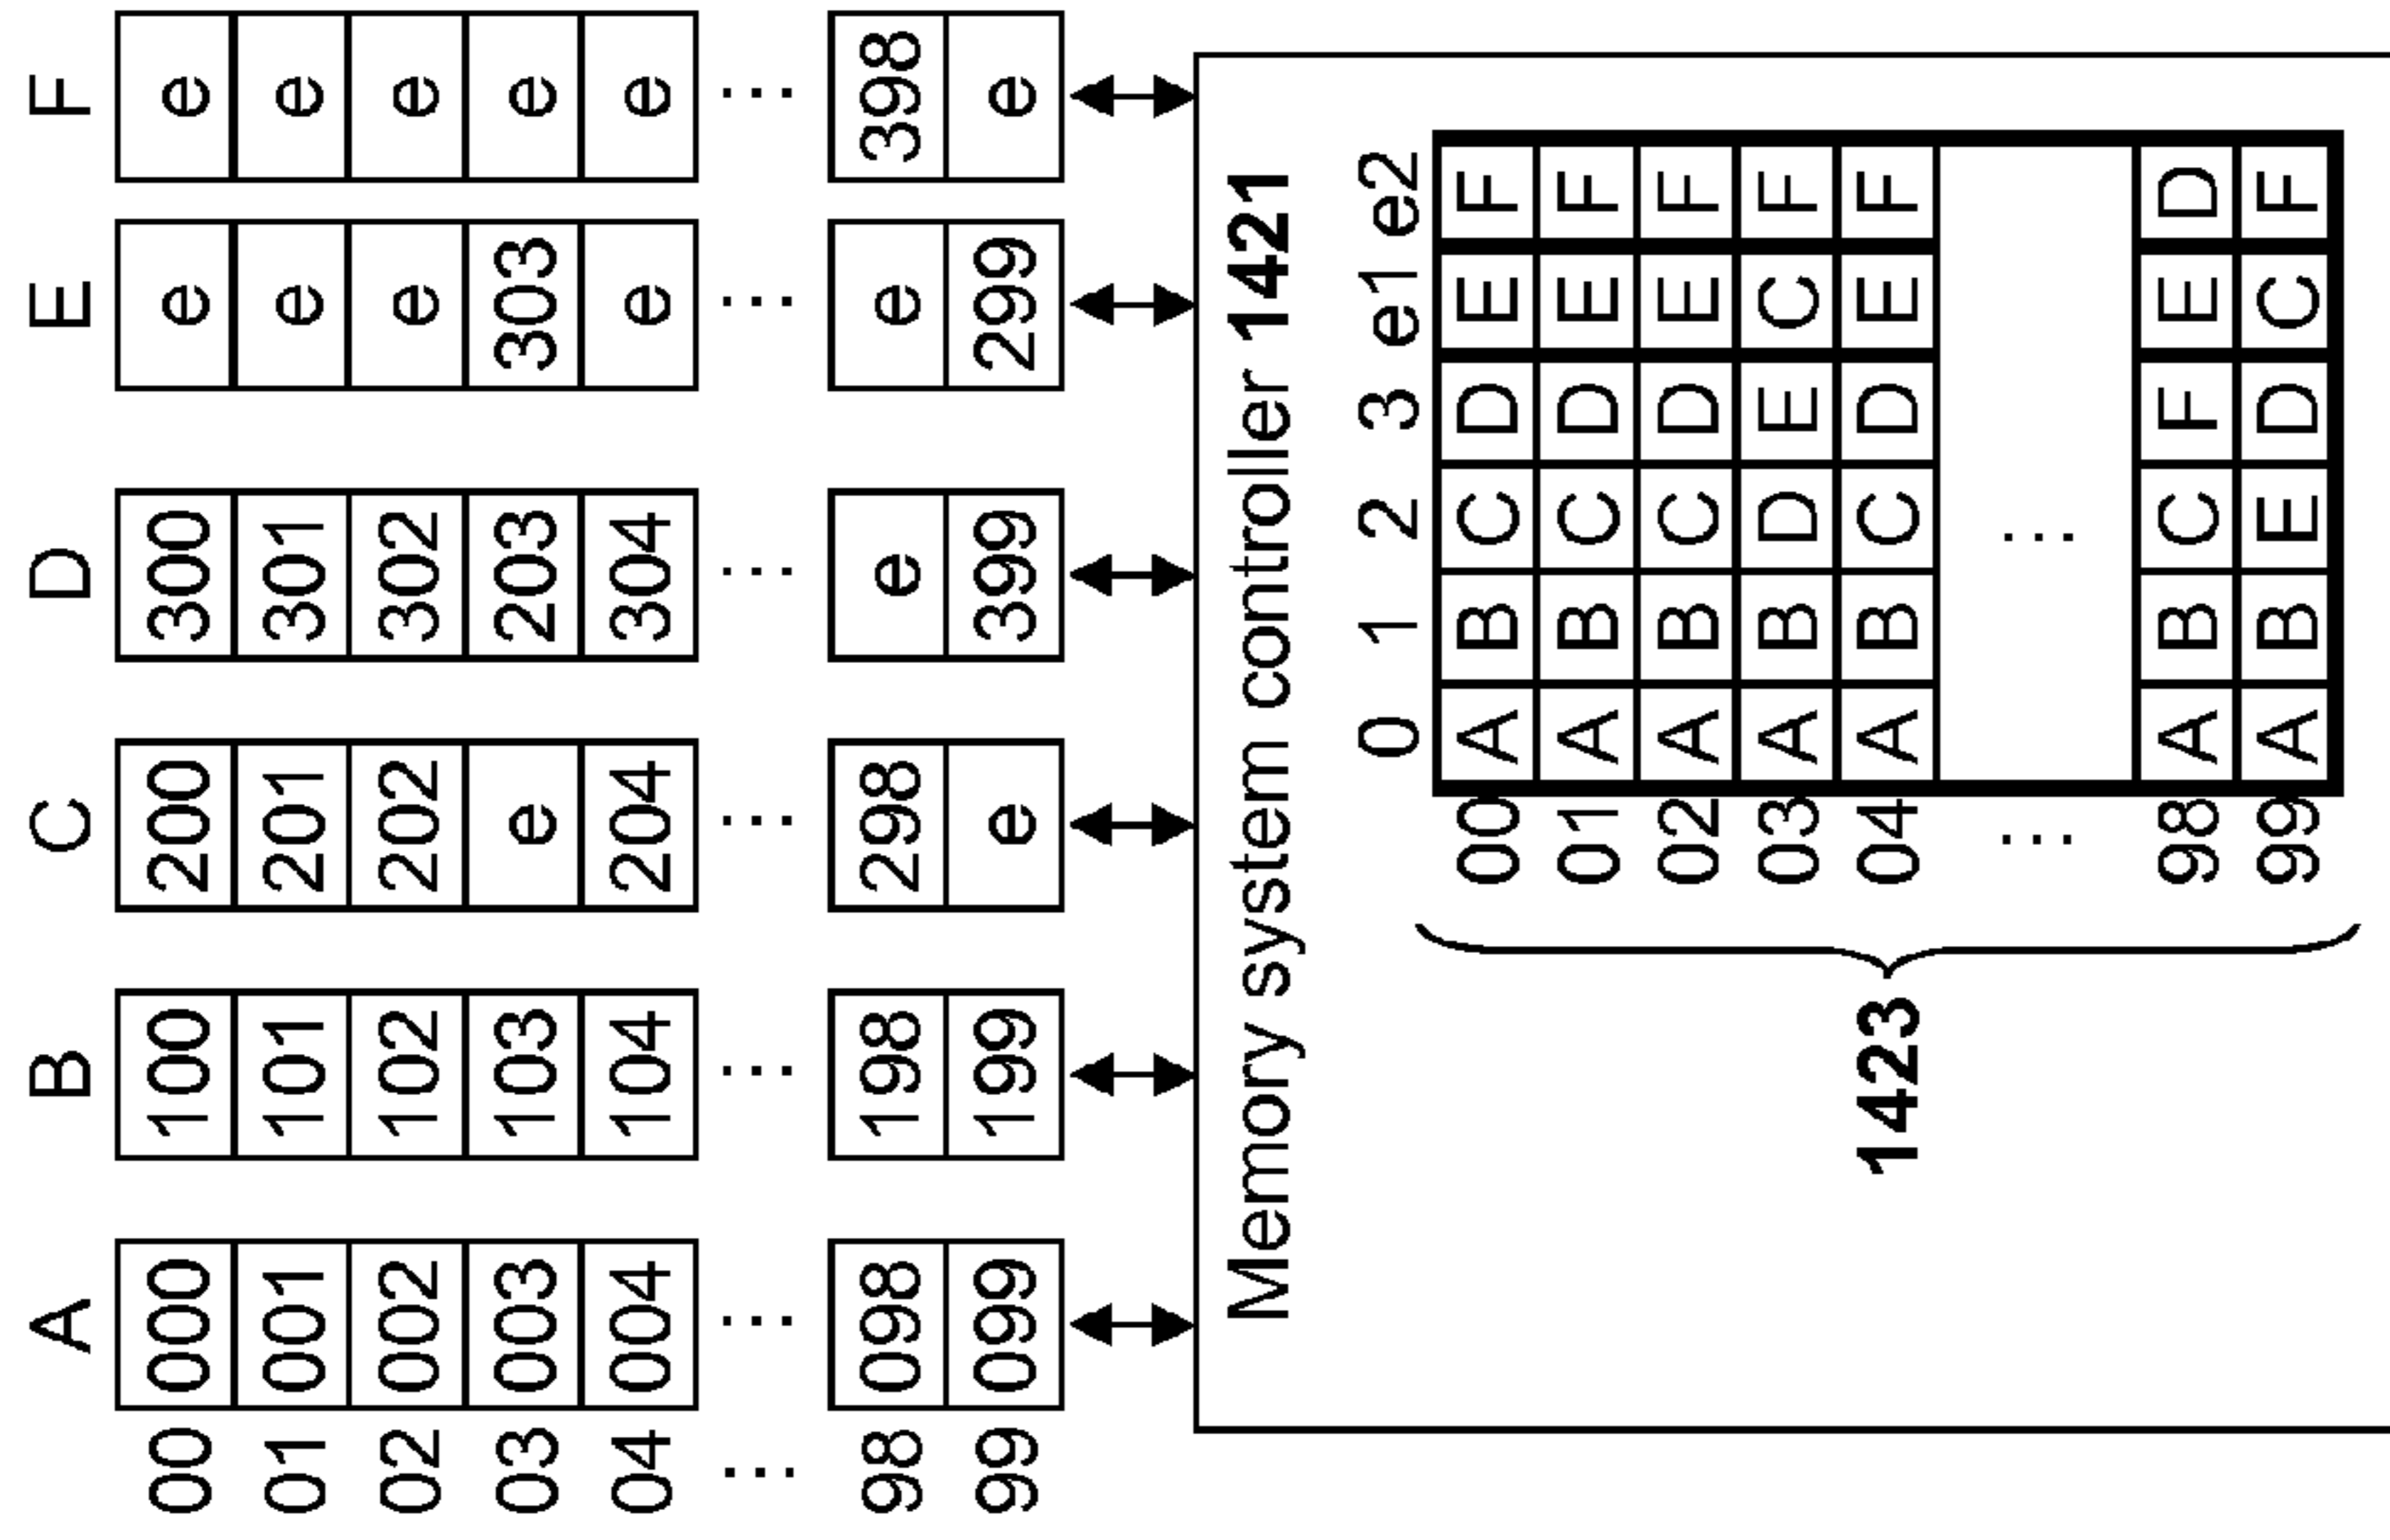 A B C D E F
00 000 100 200 300 e e
01 001 101 201 301 e e
02 002 102 202 302 e e
03 003 103 e 203 303 e
04 004 104 204 304 e e
... ... ... ... ... ... ...
98 098 198 298 e e 398
99 099 199 e 399 299 e
Memory system controller 1421
0 1 2 3 e1 e2
00 A B C D E F
01 A B C D E F
02 A B C D E F
03 A B D E C F
04 A B C D E F
... ...
98 A B C F E D
99 A B E D C F
1423